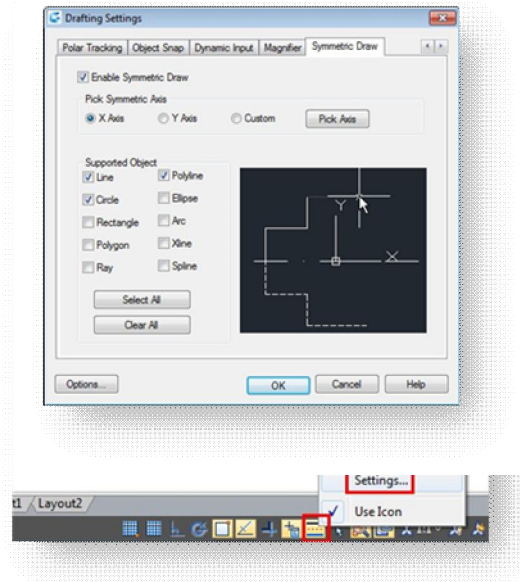 Drafting Settings
Polar Tracking Object Snap Dynamic Input Magnifier Symmetric Draw
Enable Symmetric Draw
Pick Symmetric Axis
X Axis Y Axis Custom Pick Axis
Supported Object
Line Polyline
Circle Ellipse
Rectangle Arc
Polygon Xline
Ray Spline
Select All
Clear All
Y
X
Options... OK Cancel Help
Settings...
Layout2
Use Icon